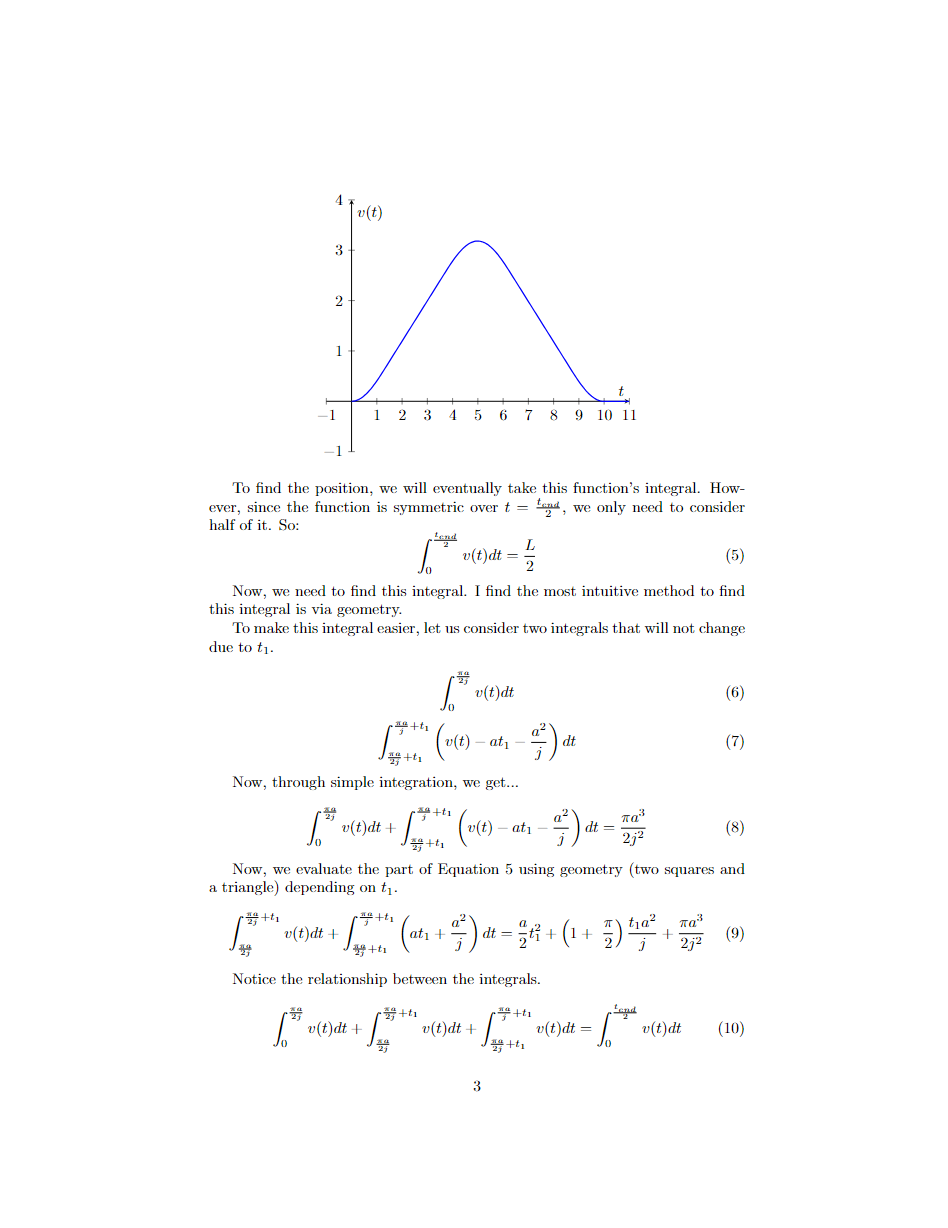 4
v(t)
3
2
1
t
−1 1 2 3 4 5 6 7 8 9 10 11
−1
To find the position, we will eventually take this function's integral. How-
ever, since the function is symmetric over t = \frac{t_{end}}{2}, we only need to consider
half of it. So:
\int_0^{\frac{t_{end}}{2}} v(t)dt = \frac{L}{2} (5)
Now, we need to find this integral. I find the most intuitive method to find
this integral is via geometry.
To make this integral easier, let us consider two integrals that will not change
due to t_1.
\int_0^{\frac{\pi a}{2j}} v(t)dt (6)
\int_{\frac{\pi a}{2j}+t_1}^{\frac{\pi a}{j}+t_1} \left( v(t) - at_1 - \frac{a^2}{j} \right) dt (7)
Now, through simple integration, we get...
\int_0^{\frac{\pi a}{2j}} v(t)dt + \int_{\frac{\pi a}{2j}+t_1}^{\frac{\pi a}{j}+t_1} \left( v(t) - at_1 - \frac{a^2}{j} \right) dt = \frac{\pi a^3}{2j^2} (8)
Now, we evaluate the part of Equation 5 using geometry (two squares and
a triangle) depending on t_1.
\int_{\frac{\pi a}{2j}}^{\frac{\pi a}{2j}+t_1} v(t)dt + \int_{\frac{\pi a}{2j}+t_1}^{\frac{\pi a}{j}+t_1} \left( at_1 + \frac{a^2}{j} \right) dt = \frac{a}{2}t_1^2 + \left( 1 + \frac{\pi}{2} \right) \frac{t_1 a^2}{j} + \frac{\pi a^3}{2j^2} (9)
Notice the relationship between the integrals.
\int_0^{\frac{\pi a}{2j}} v(t)dt + \int_{\frac{\pi a}{2j}}^{\frac{\pi a}{2j}+t_1} v(t)dt + \int_{\frac{\pi a}{2j}+t_1}^{\frac{\pi a}{j}+t_1} v(t)dt = \int_0^{\frac{t_{end}}{2}} v(t)dt (10)
3